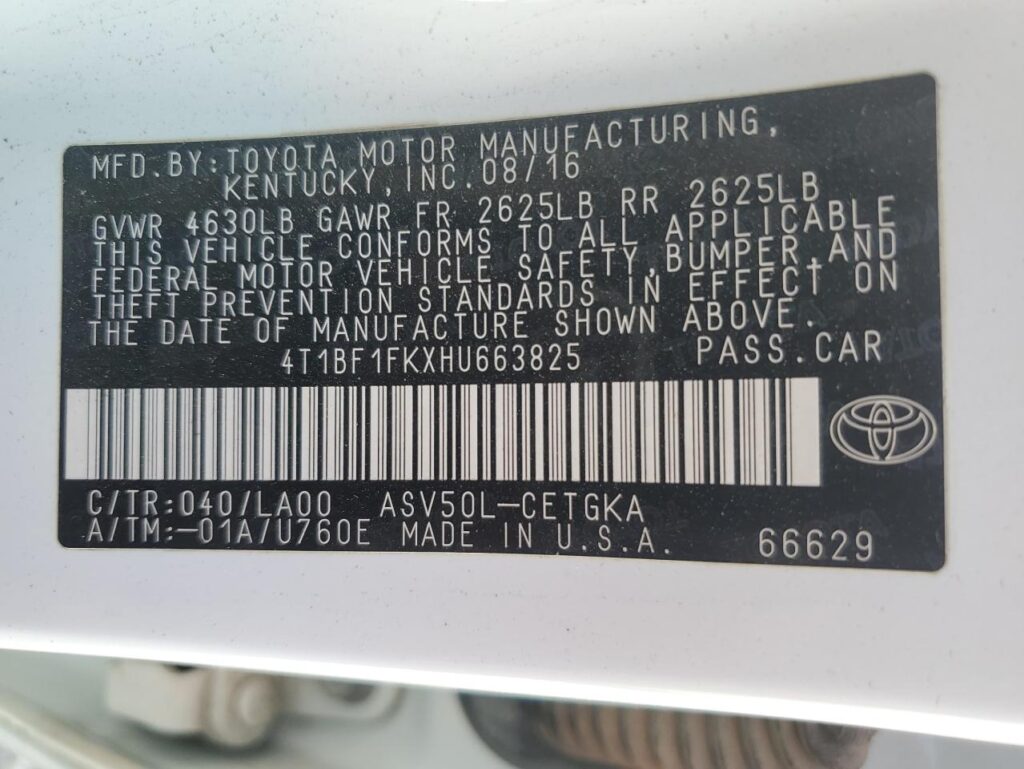 MFD.BY:TOYOTA MOTOR MANUFACTURING,
KENTUCKY,INC.08/16
GVWR 4630LB GAWR FR 2625LB RR 2625LB
THIS VEHICLE CONFORMS TO ALL APPLICABLE
FEDERAL MOTOR VEHICLE SAFETY,BUMPER,AND
THEFT PREVENTION STANDARDS IN EFFECT ON
THE DATE OF MANUFACTURE SHOWN ABOVE.
4T1BF1FKXHU663825 PASS.CAR
C/TR:040/LA00 ASV50L-CETGKA
A/TM:-01A/U760E MADE IN U.S.A. 66629